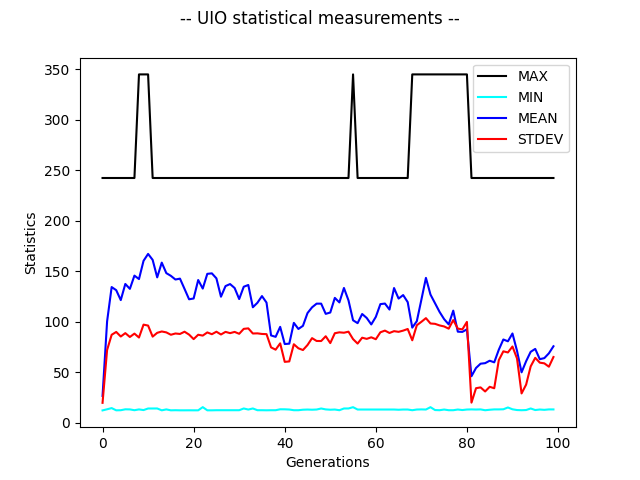 -- UIO statistical measurements --
350
300
250
200
150
100
50
0
Statistics
MAX
MIN
MEAN
STDEV
0 20 40 60 80 100
Generations